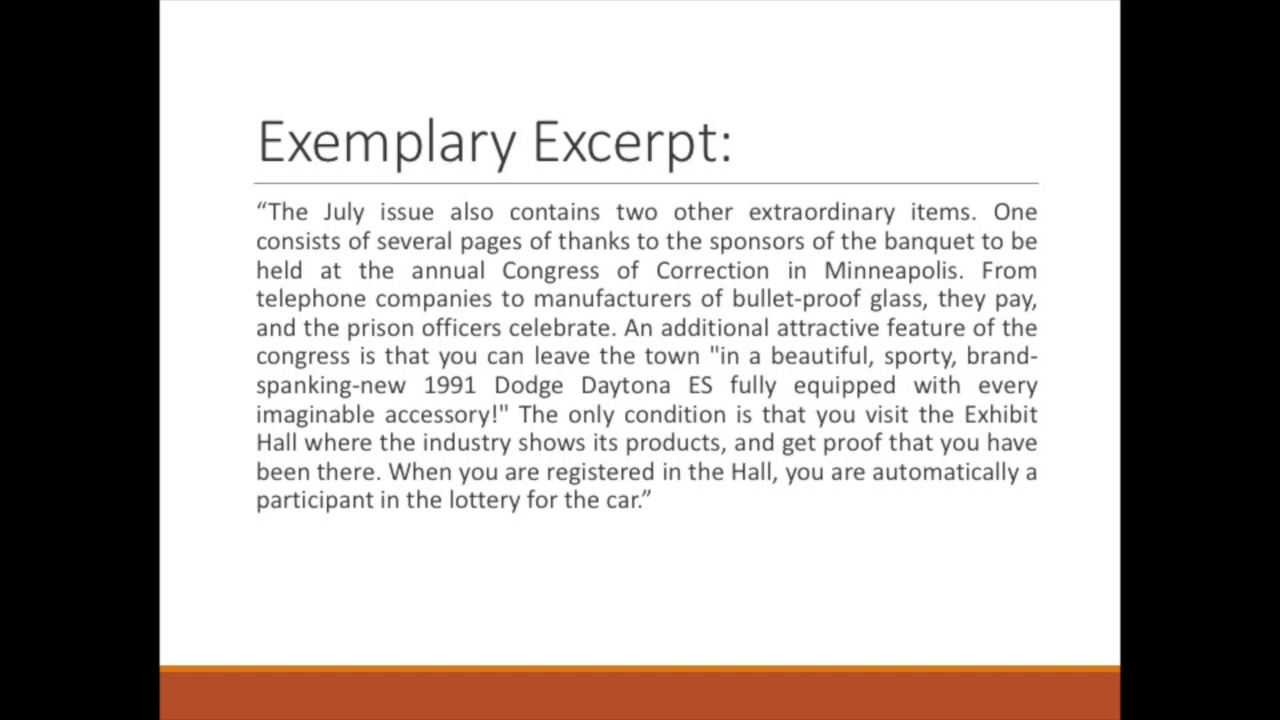 Exemplary Excerpt:
“The July issue also contains two other extraordinary items. One
consists of several pages of thanks to the sponsors of the banquet to be
held at the annual Congress of Correction in Minneapolis. From
telephone companies to manufacturers of bullet-proof glass, they pay,
and the prison officers celebrate. An additional attractive feature of the
congress is that you can leave the town "in a beautiful, sporty, brand-
spanking-new 1991 Dodge Daytona ES fully equipped with every
imaginable accessory!" The only condition is that you visit the Exhibit
Hall where the industry shows its products, and get proof that you have
been there. When you are registered in the Hall, you are automatically a
participant in the lottery for the car.”